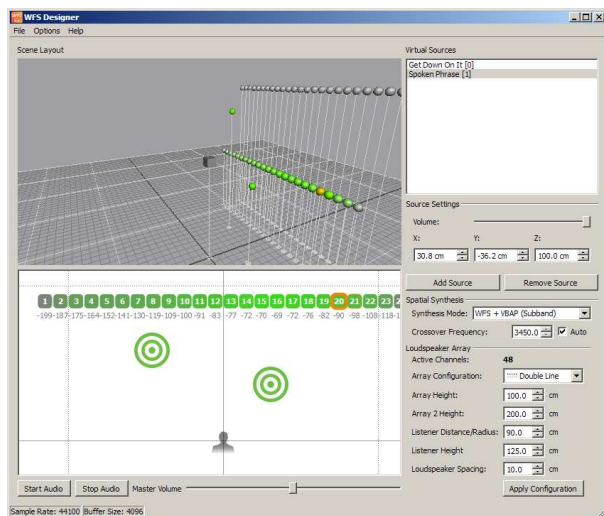 WFS Designer
File Options Help
Scene Layout
Virtual Sources
Get Down On It [0]
Spoken Phrase [1]
Source Settings
Volume:
X: Y: Z:
30.8 cm -36.2 cm 100.0 cm
Add Source Remove Source
Spatial Synthesis
Synthesis Mode: WFS + VBAP (Subband)
Crossover Frequency: 3450.0 Auto
Loudspeaker Array
Active Channels: 48
Array Configuration: Double Line
Array Height: 100.0 cm
Array 2 Height: 200.0 cm
Listener Distance/Radius: 90.0 cm
Listener Height 125.0 cm
Loudspeaker Spacing: 10.0 cm
Apply Configuration
1 2 3 4 5 6 7 8 9 10 11 12 13 14 15 16 17 18 19 20 21 22 23
-199 -187 -175 -164 -152 -141 -130 -119 -109 -100 -91 -83 -77 -72 -70 -69 -72 -76 -82 -90 -98 -108 -118
Start Audio Stop Audio Master Volume
Sample Rate: 44100 Buffer Size: 4096